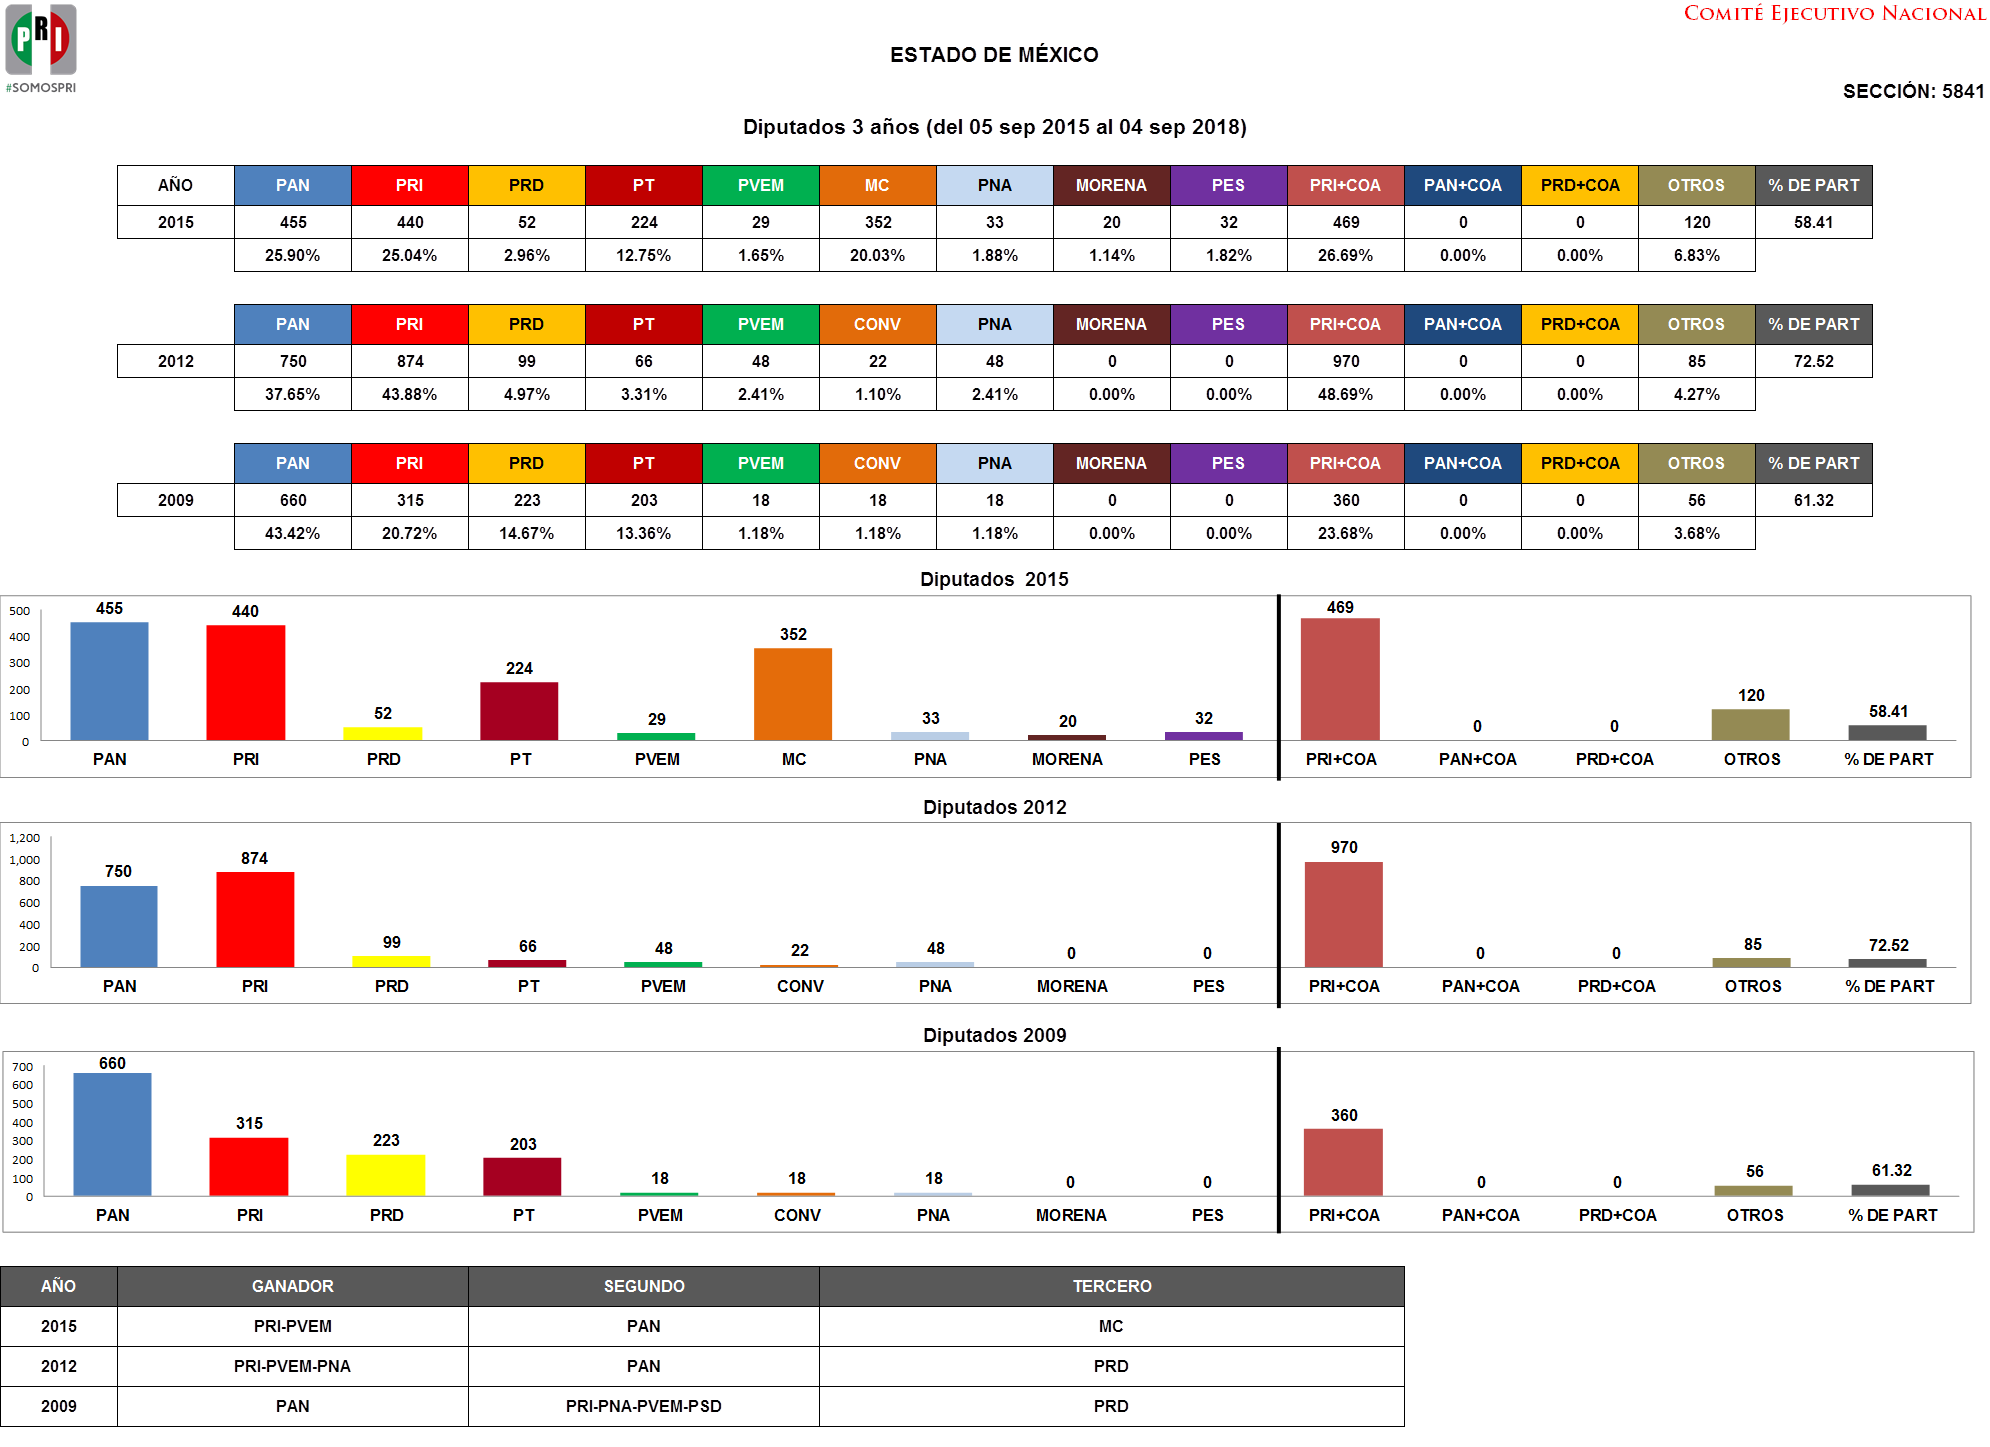 PRI
#SOMOSPRI
COMITÉ EJECUTIVO NACIONAL
ESTADO DE MÉXICO
SECCIÓN: 5841
Diputados 3 años (del 05 sep 2015 al 04 sep 2018)
AÑO PAN PRI PRD PT PVEM MC PNA MORENA PES PRI+COA PAN+COA PRD+COA OTROS % DE PART
2015 455 440 52 224 29 352 33 20 32 469 0 0 120 58.41
25.90% 25.04% 2.96% 12.75% 1.65% 20.03% 1.88% 1.14% 1.82% 26.69% 0.00% 0.00% 6.83%
PAN PRI PRD PT PVEM CONV PNA MORENA PES PRI+COA PAN+COA PRD+COA OTROS % DE PART
2012 750 874 99 66 48 22 48 0 0 970 0 0 85 72.52
37.65% 43.88% 4.97% 3.31% 2.41% 1.10% 2.41% 0.00% 0.00% 48.69% 0.00% 0.00% 4.27%
PAN PRI PRD PT PVEM CONV PNA MORENA PES PRI+COA PAN+COA PRD+COA OTROS % DE PART
2009 660 315 223 203 18 18 18 0 0 360 0 0 56 61.32
43.42% 20.72% 14.67% 13.36% 1.18% 1.18% 1.18% 0.00% 0.00% 23.68% 0.00% 0.00% 3.68%
Diputados 2015
500
400
300
200
100
0
455 440 52 224 29 352 33 20 32 469 0 0 120 58.41
PAN PRI PRD PT PVEM MC PNA MORENA PES PRI+COA PAN+COA PRD+COA OTROS % DE PART
Diputados 2012
1,200
1,000
800
600
400
200
0
750 874 99 66 48 22 48 0 0 970 0 0 85 72.52
PAN PRI PRD PT PVEM CONV PNA MORENA PES PRI+COA PAN+COA PRD+COA OTROS % DE PART
Diputados 2009
700
600
500
400
300
200
100
0
660 315 223 203 18 18 18 0 0 360 0 0 56 61.32
PAN PRI PRD PT PVEM CONV PNA MORENA PES PRI+COA PAN+COA PRD+COA OTROS % DE PART
AÑO GANADOR SEGUNDO TERCERO
2015 PRI-PVEM PAN MC
2012 PRI-PVEM-PNA PAN PRD
2009 PAN PRI-PNA-PVEM-PSD PRD